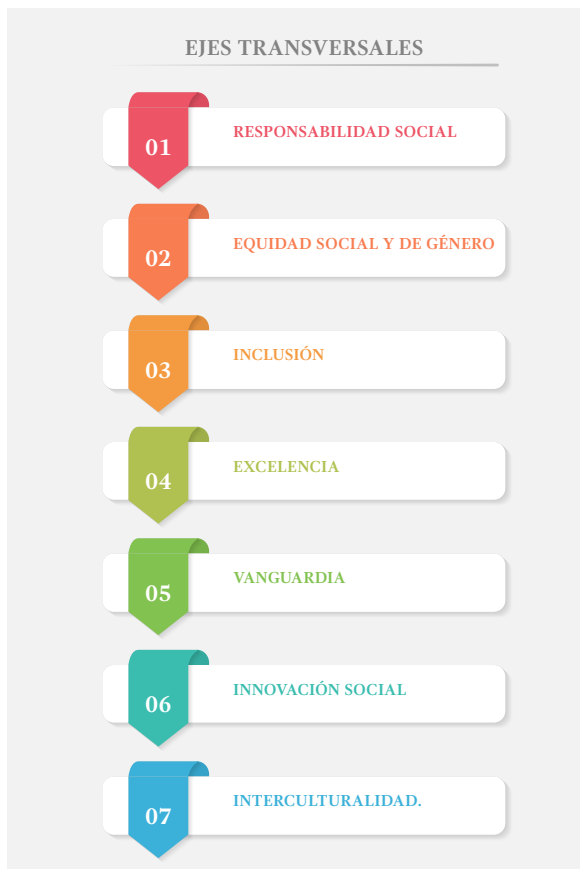 EJES TRANSVERSALES
01
RESPONSABILIDAD SOCIAL
02
EQUIDAD SOCIAL Y DE GÉNERO
03
INCLUSIÓN
04
EXCELENCIA
05
VANGUARDIA
06
INNOVACIÓN SOCIAL
07
INTERCULTURALIDAD.